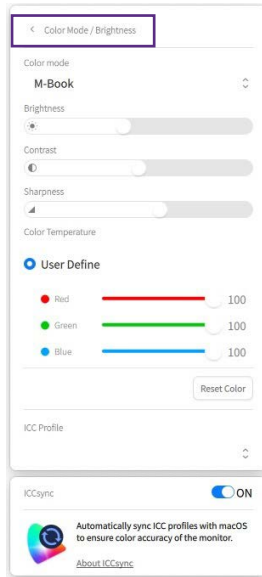 Color Mode / Brightness
Color mode
M-Book
Brightness
Contrast
Sharpness
Color Temperature
User Define
Red 100
Green 100
Blue 100
Reset Color
ICC Profile
ICCsync ON
Automatically sync ICC profiles with macOS
to ensure color accuracy of the monitor.
About ICCsync